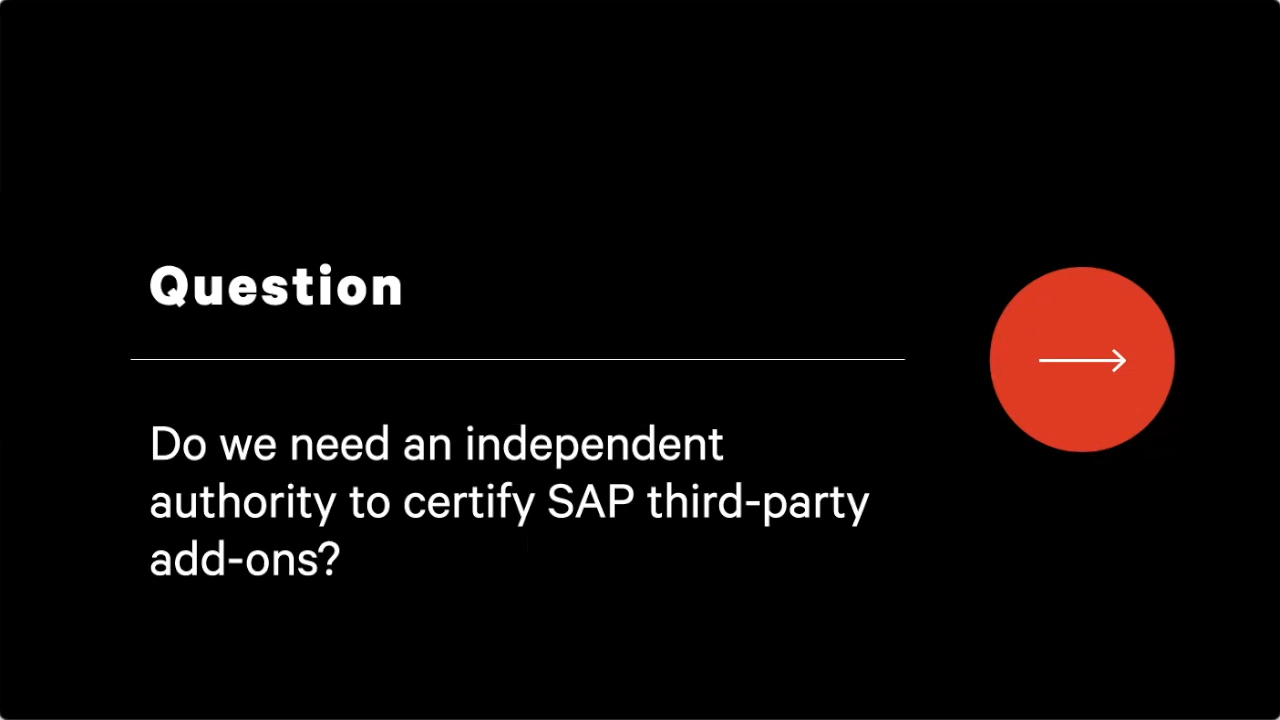 Question
Do we need an independent
authority to certify SAP third-party
add-ons?